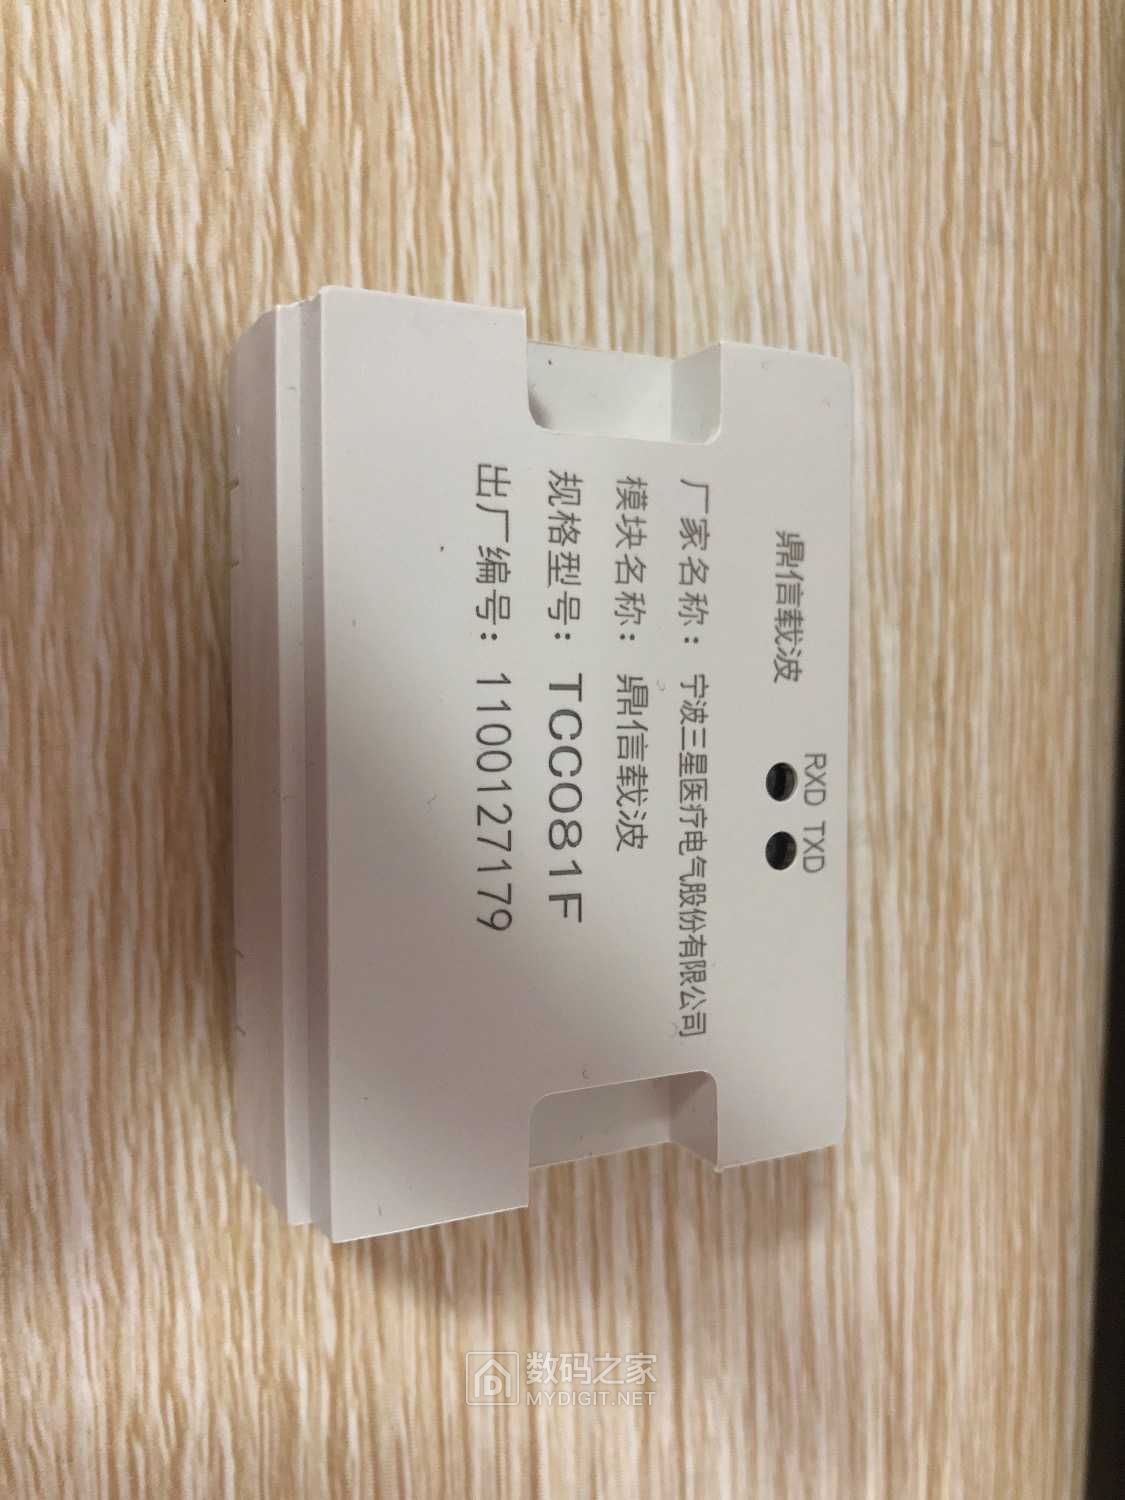 鼎信载波
RXD TXD
厂家名称：宁波三星医疗电气股份有限公司
模块名称：鼎信载波
规格型号：TCC081F
出厂编号：1100127179
数码之家
MYDIGIT.NET